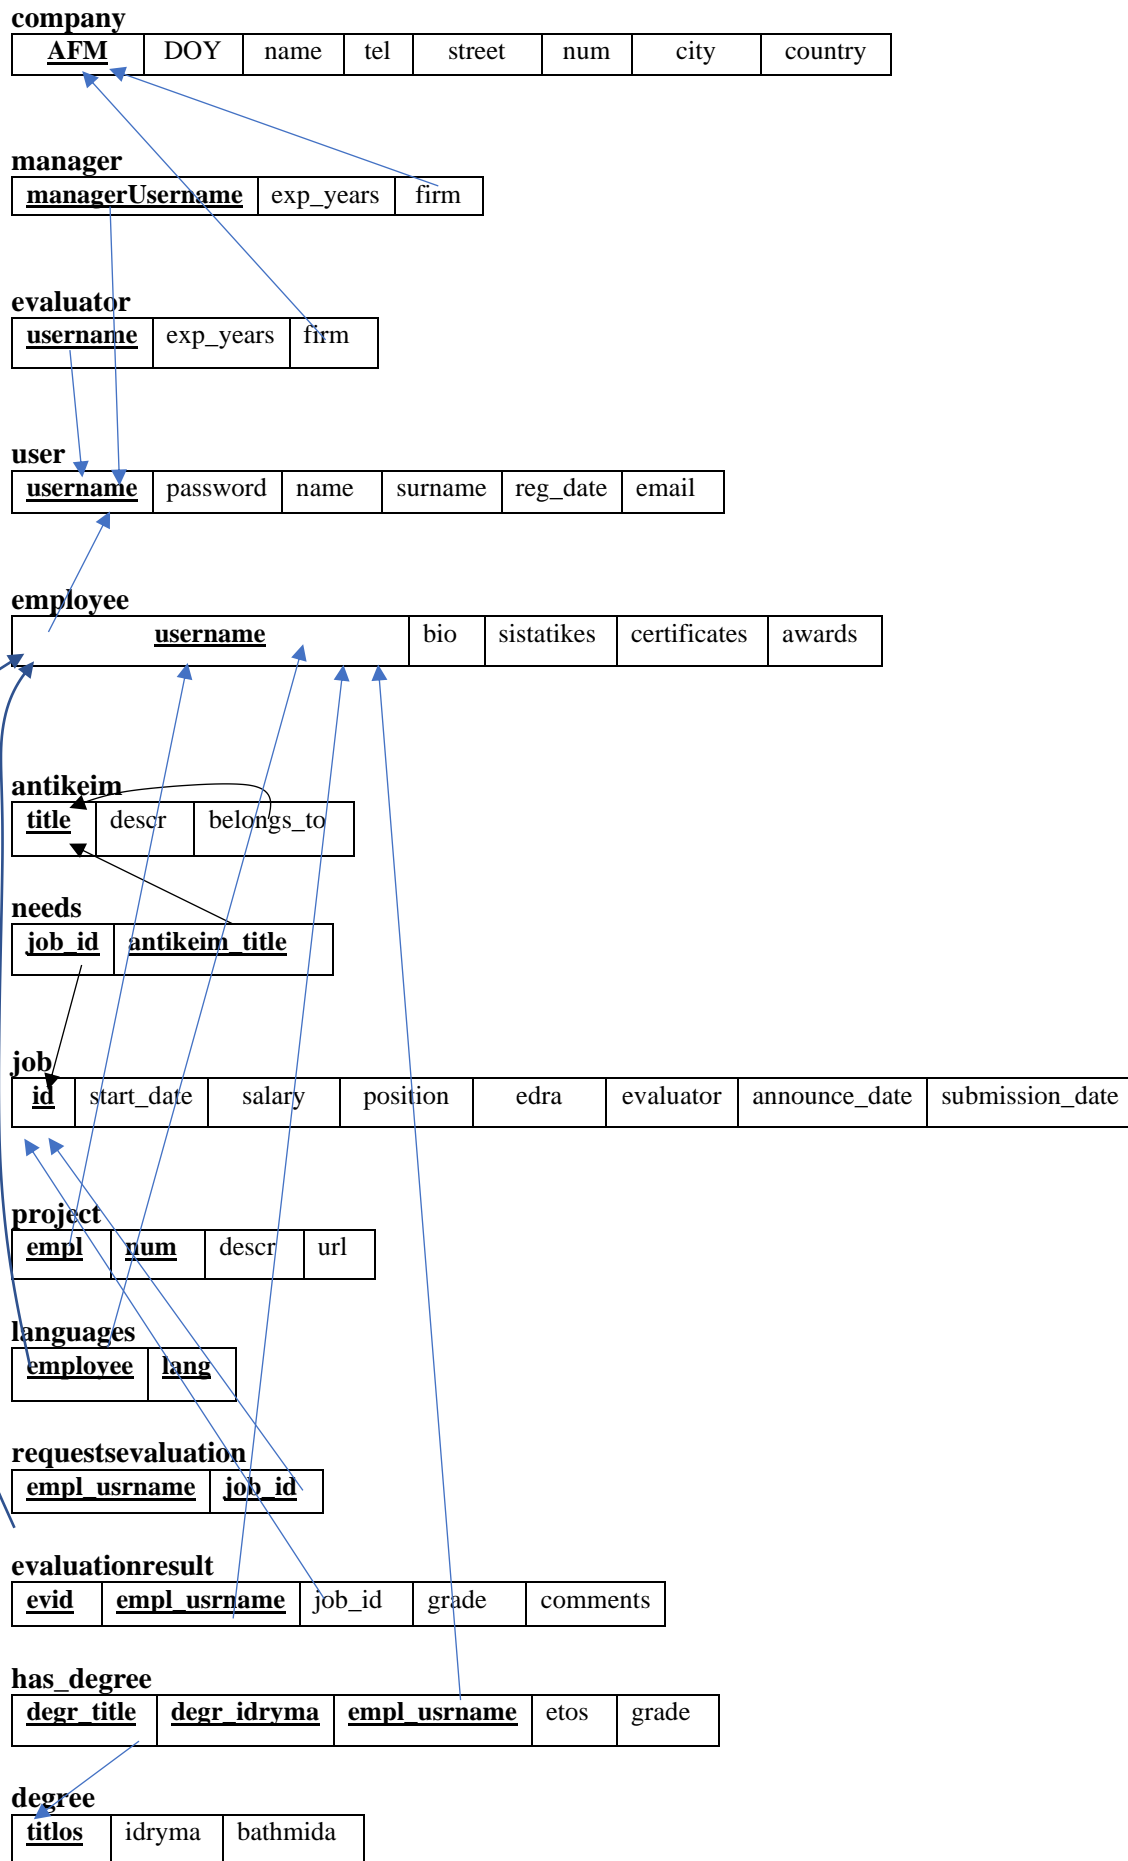 company
AFM DOY name tel street num city country
manager
managerUsername exp_years firm
evaluator
username exp_years firm
user
username password name surname reg_date email
employee
username bio sistatikes certificates awards
antikeim
title descr belongs_to
needs
job_id antikeim_title
job
id start_date salary position edra evaluator announce_date submission_date
project
empl num descr url
languages
employee lang
requestsevaluation
empl_usrname job_id
evaluationresult
evid empl_usrname job_id grade comments
has_degree
degr_title degr_idryma empl_usrname etos grade
degree
titlos idryma bathmida